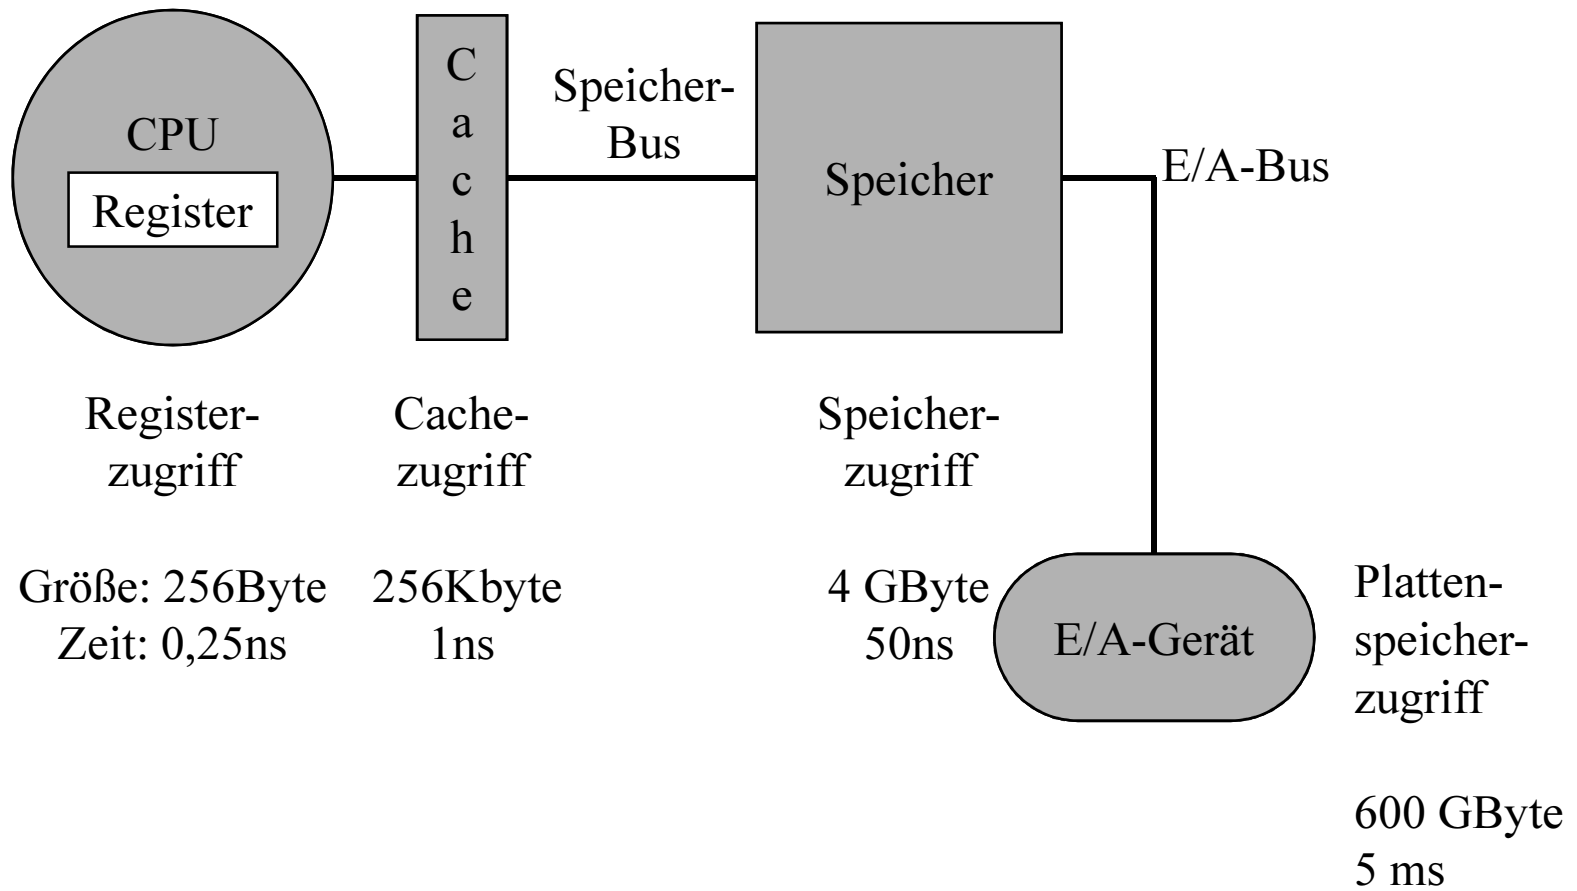 CPU
Register
C
a
c
h
e
Speicher-
Bus
Speicher
E/A-Bus
Register-
zugriff
Cache-
zugriff
Speicher-
zugriff
Größe: 256Byte
Zeit: 0,25ns
256Kbyte
1ns
4 GByte
50ns
E/A-Gerät
Platten-
speicher-
zugriff
600 GByte
5 ms